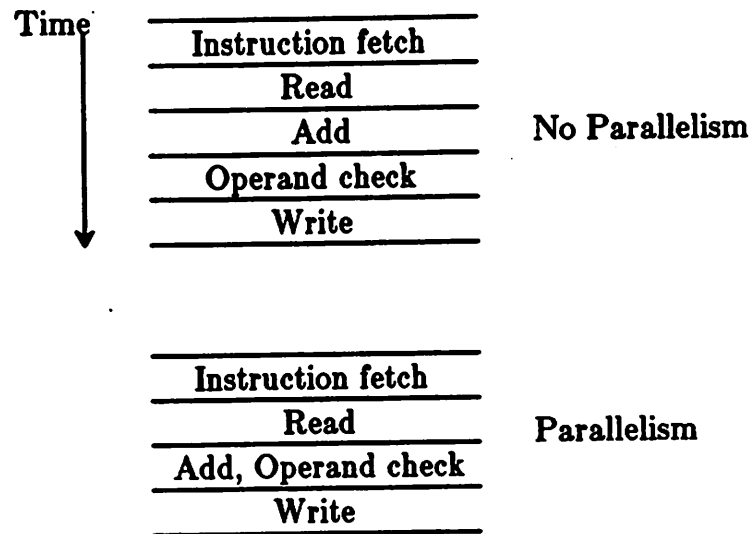 Time
Instruction fetch
Read
Add
No Parallelism
Operand check
Write
Instruction fetch
Read
Parallelism
Add, Operand check
Write